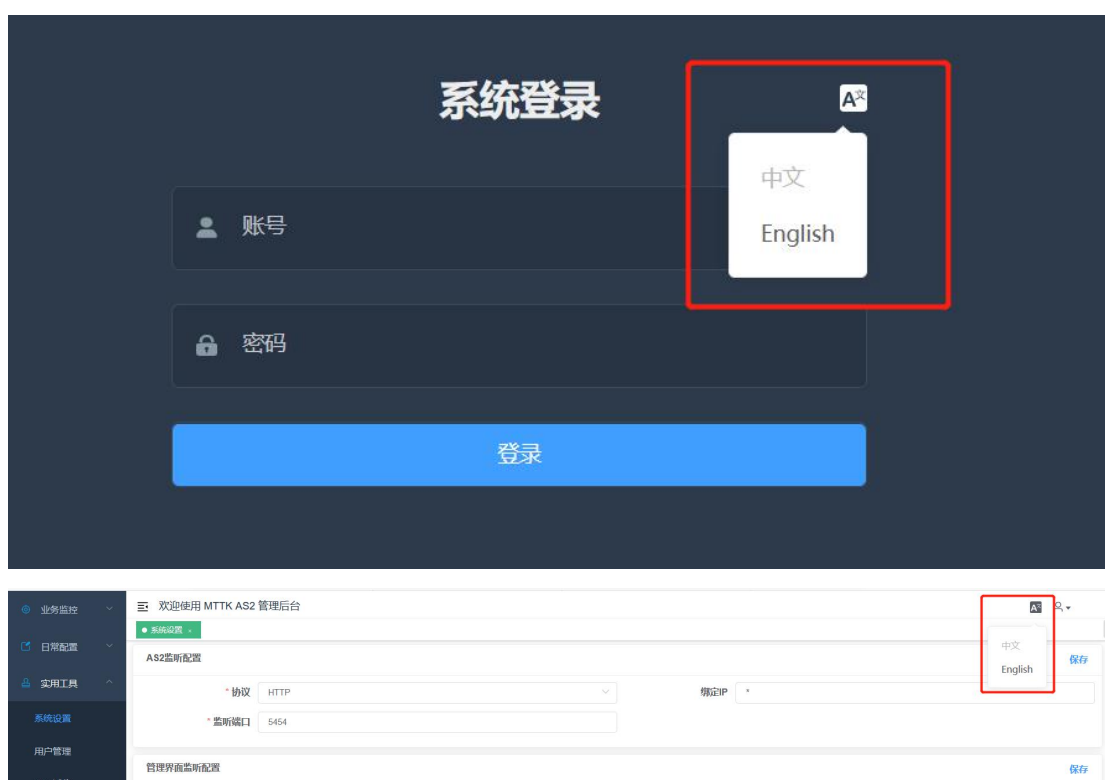 系统登录
A文
中文
English
账号
密码
登录
业务监控
欢迎使用 MTTK AS2 管理后台
系统设置 ×
日常配置
中文
English
AS2监听配置
保存
实用工具
* 协议 HTTP
绑定IP *
系统设置
* 监听端口 5454
用户管理
管理界面监听配置
保存